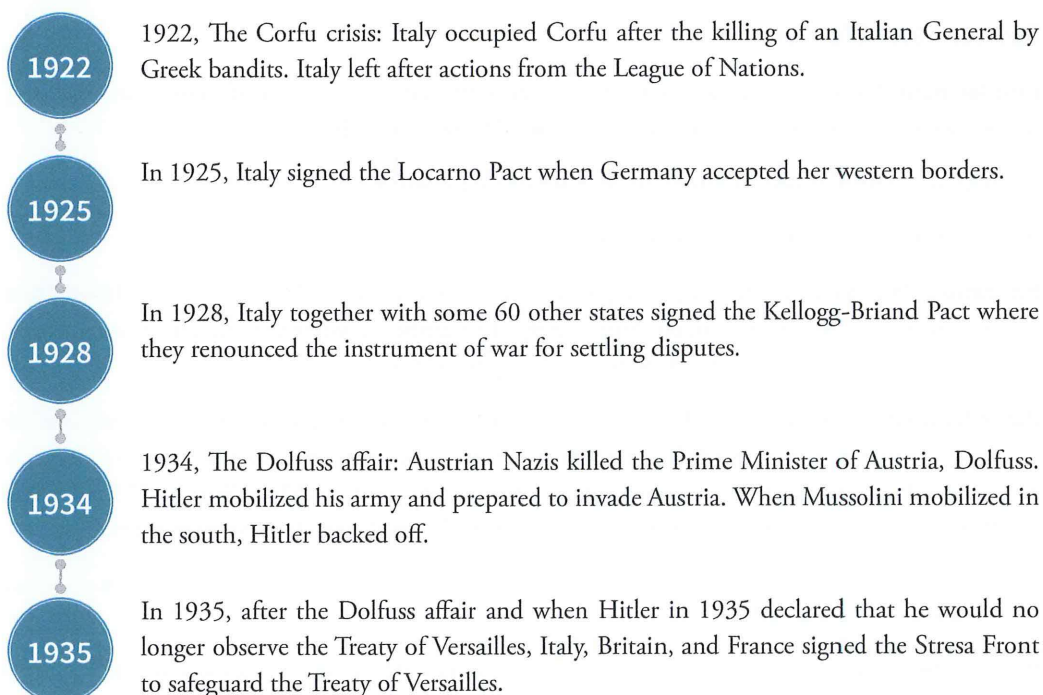 1922
1922, The Corfu crisis: Italy occupied Corfu after the killing of an Italian General by
Greek bandits. Italy left after actions from the League of Nations.
1925
In 1925, Italy signed the Locarno Pact when Germany accepted her western borders.
1928
In 1928, Italy together with some 60 other states signed the Kellogg-Briand Pact where
they renounced the instrument of war for settling disputes.
1934
1934, The Dolfuss affair: Austrian Nazis killed the Prime Minister of Austria, Dolfuss.
Hitler mobilized his army and prepared to invade Austria. When Mussolini mobilized in
the south, Hitler backed off.
1935
In 1935, after the Dolfuss affair and when Hitler in 1935 declared that he would no
longer observe the Treaty of Versailles, Italy, Britain, and France signed the Stresa Front
to safeguard the Treaty of Versailles.